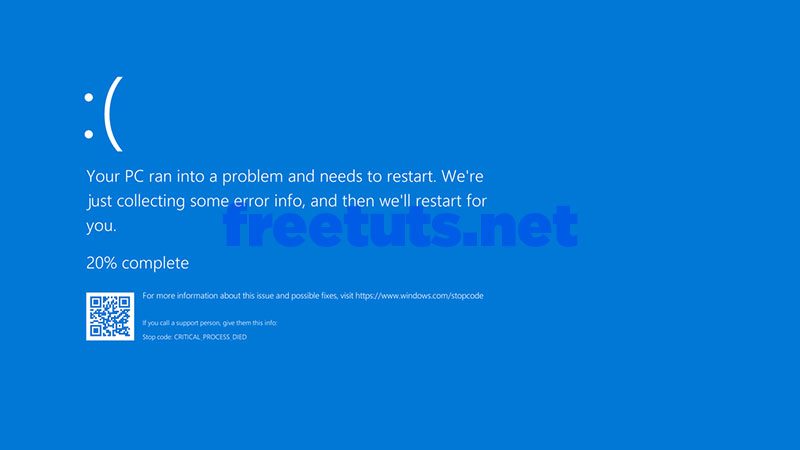 :(
Your PC ran into a problem and needs to restart. We're
just collecting some error info, and then we'll restart for
you.
freetuts.net
20% complete
For more information about this issue and possible fixes, visit https://www.windows.com/stopcode
If you call a support person, give them this info:
Stop code: CRITICAL_PROCESS_DIED